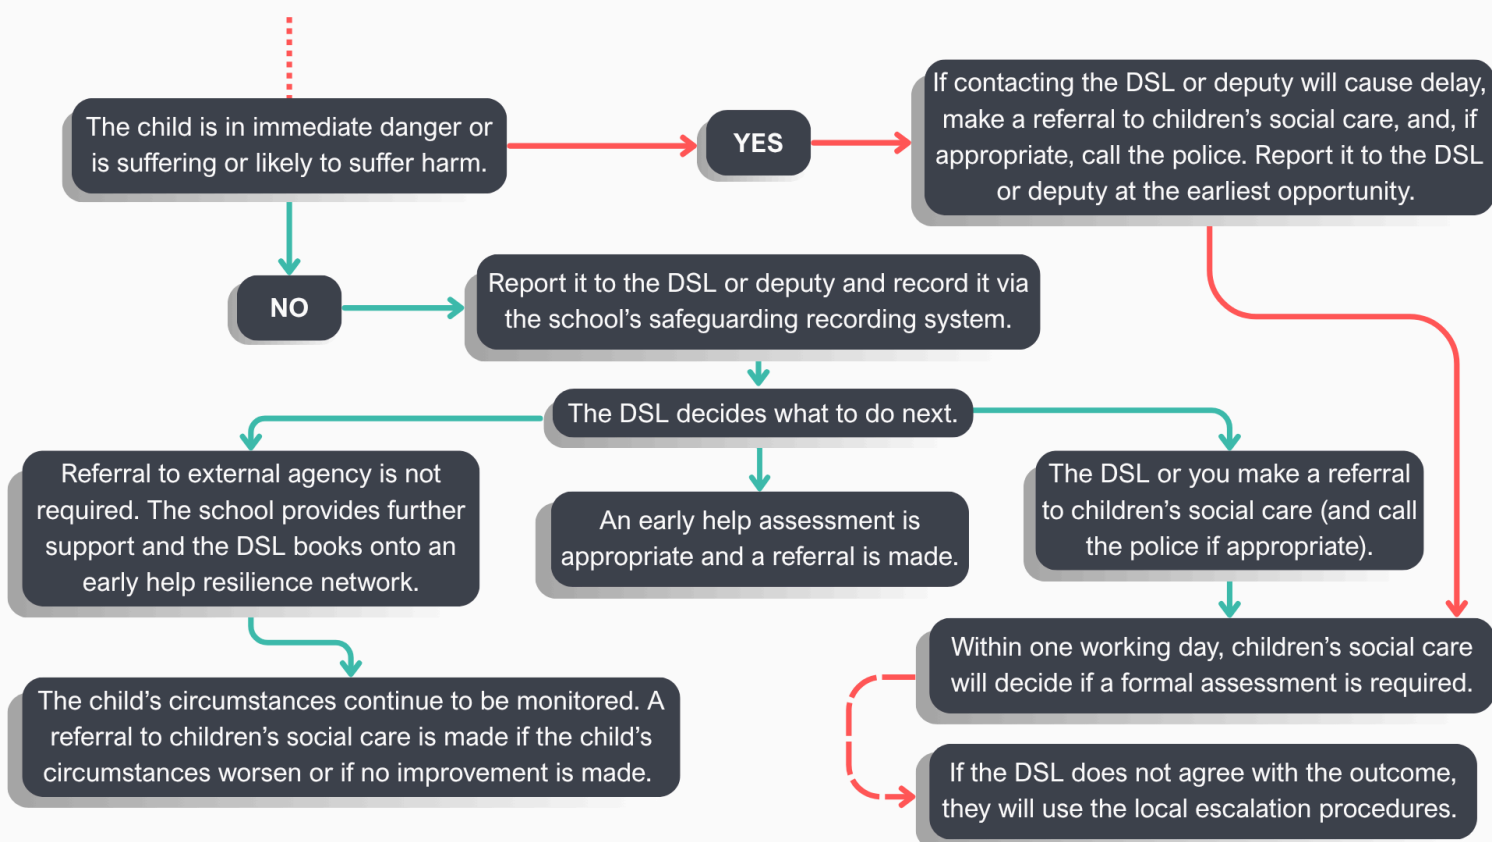 The child is in immediate danger or
is suffering or likely to suffer harm.
YES
If contacting the DSL or deputy will cause delay,
make a referral to children's social care, and, if
appropriate, call the police. Report it to the DSL
or deputy at the earliest opportunity.
NO
Report it to the DSL or deputy and record it via
the school's safeguarding recording system.
The DSL decides what to do next.
Referral to external agency is not
required. The school provides further
support and the DSL books onto an
early help resilience network.
An early help assessment is
appropriate and a referral is made.
The DSL or you make a referral
to children's social care (and call
the police if appropriate).
The child's circumstances continue to be monitored. A
referral to children's social care is made if the child's
circumstances worsen or if no improvement is made.
Within one working day, children's social care
will decide if a formal assessment is required.
If the DSL does not agree with the outcome,
they will use the local escalation procedures.